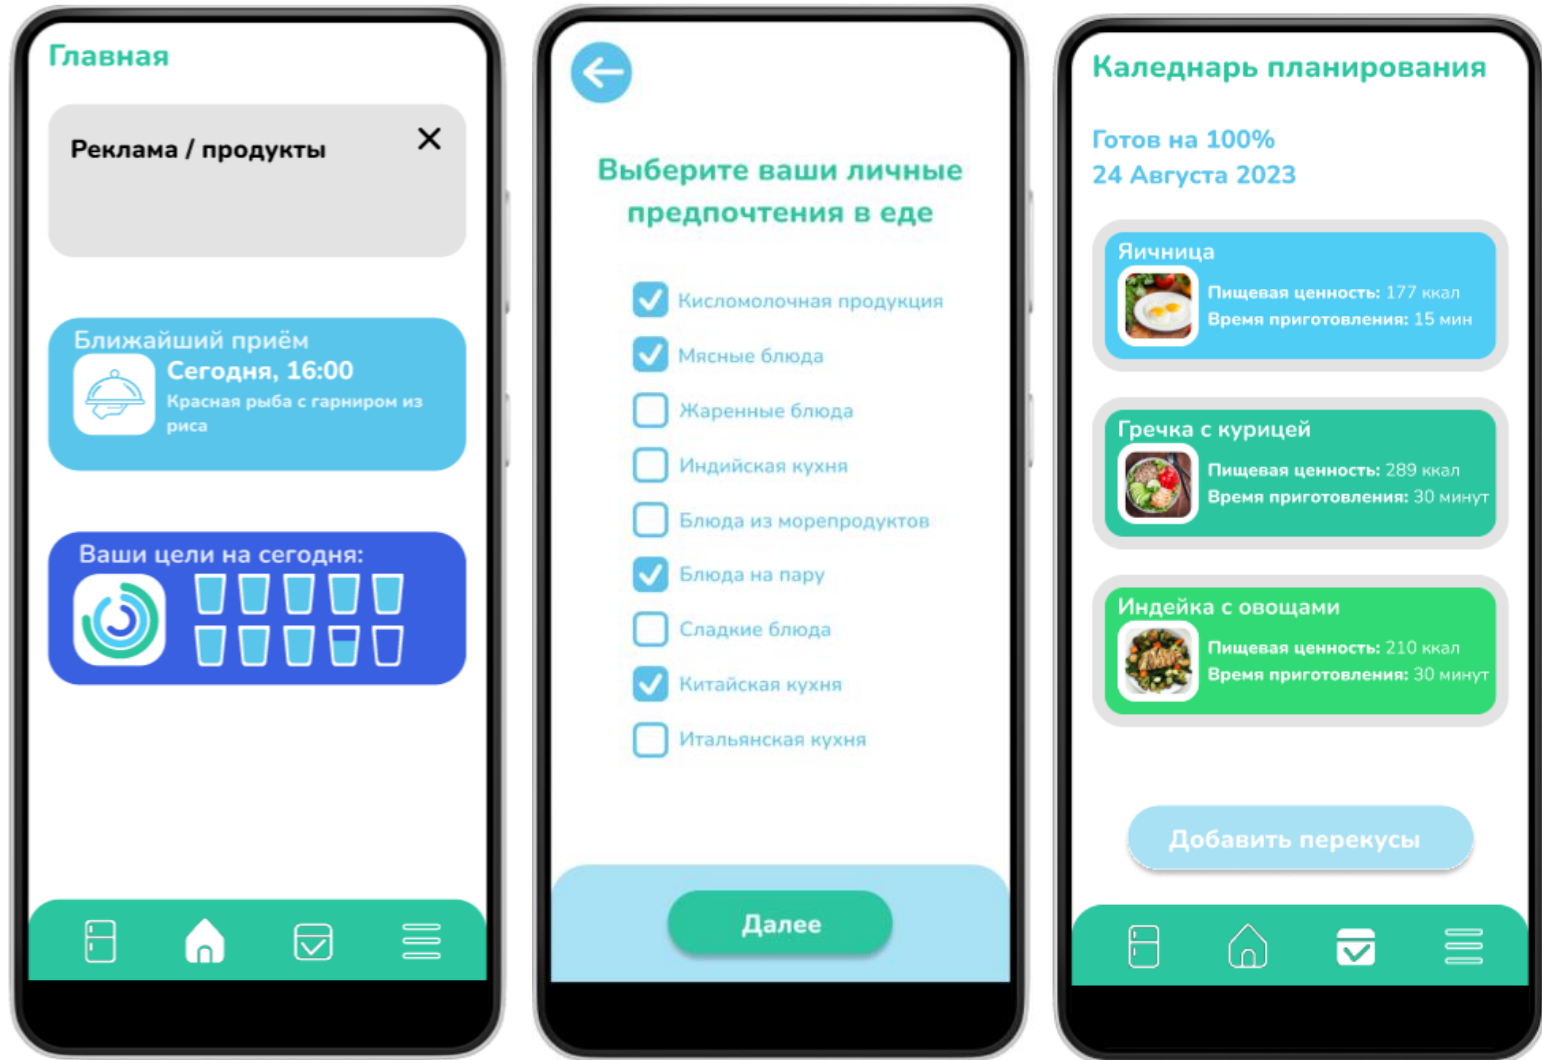 Главная
Реклама / продукты
Ближайший приём
Сегодня, 16:00
Красная рыба с гарниром из
риса
Ваши цели на сегодня:
Выберите ваши личные
предпочтения в еде
Кисломолочная продукция
Мясные блюда
Жаренные блюда
Индийская кухня
Блюда из морепродуктов
Блюда на пару
Сладкие блюда
Китайская кухня
Итальянская кухня
Далее
Каледнарь планирования
Готов на 100%
24 Августа 2023
Яичница
Пищевая ценность: 177 ккал
Время приготовления: 15 мин
Гречка с курицей
Пищевая ценность: 289 ккал
Время приготовления: 30 минут
Индейка с овощами
Пищевая ценность: 210 ккал
Время приготовления: 30 минут
Добавить перекусы